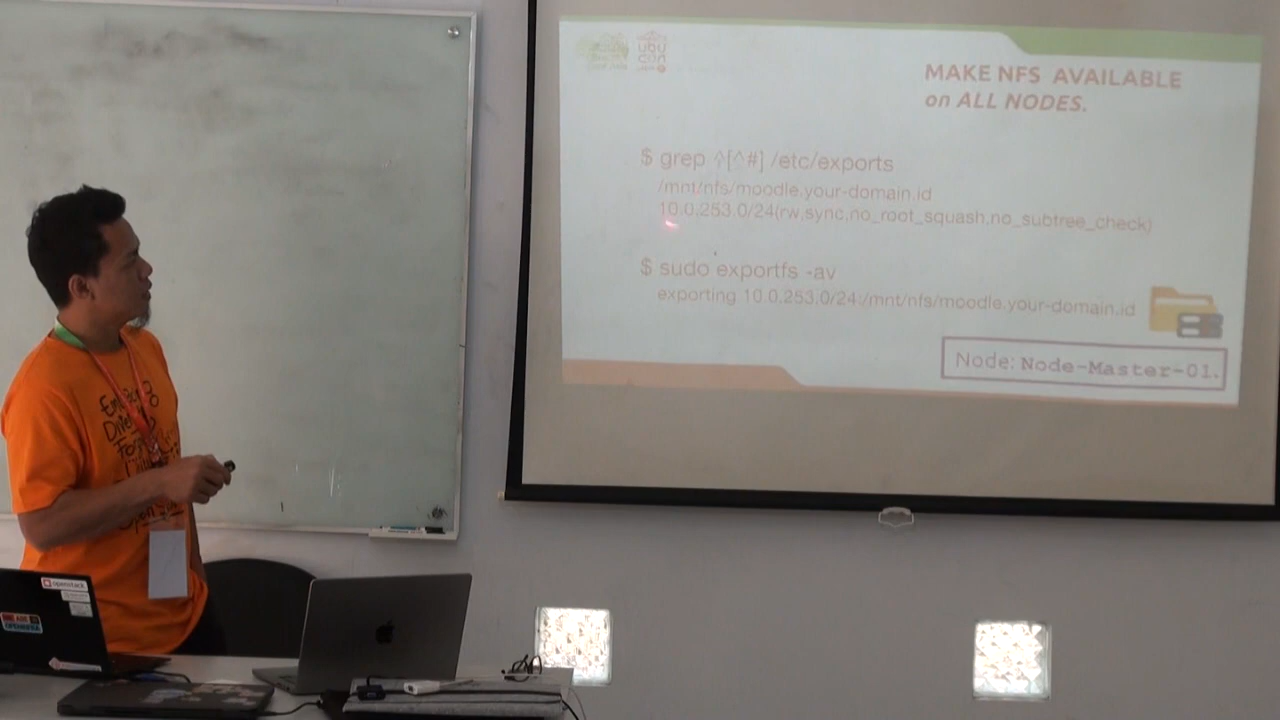 ubu
con
MAKE NFS AVAILABLE
on ALL NODES.
$ grep ^[^#] /etc/exports
/mnt/nfs/moodle.your-domain.id
10.0.253.0/24(rw,sync,no_root_squash,no_subtree_check)
$ sudo exportfs -av
exporting 10.0.253.0/24:/mnt/nfs/moodle.your-domain.id
Node: Node-Master-01.
openstack.